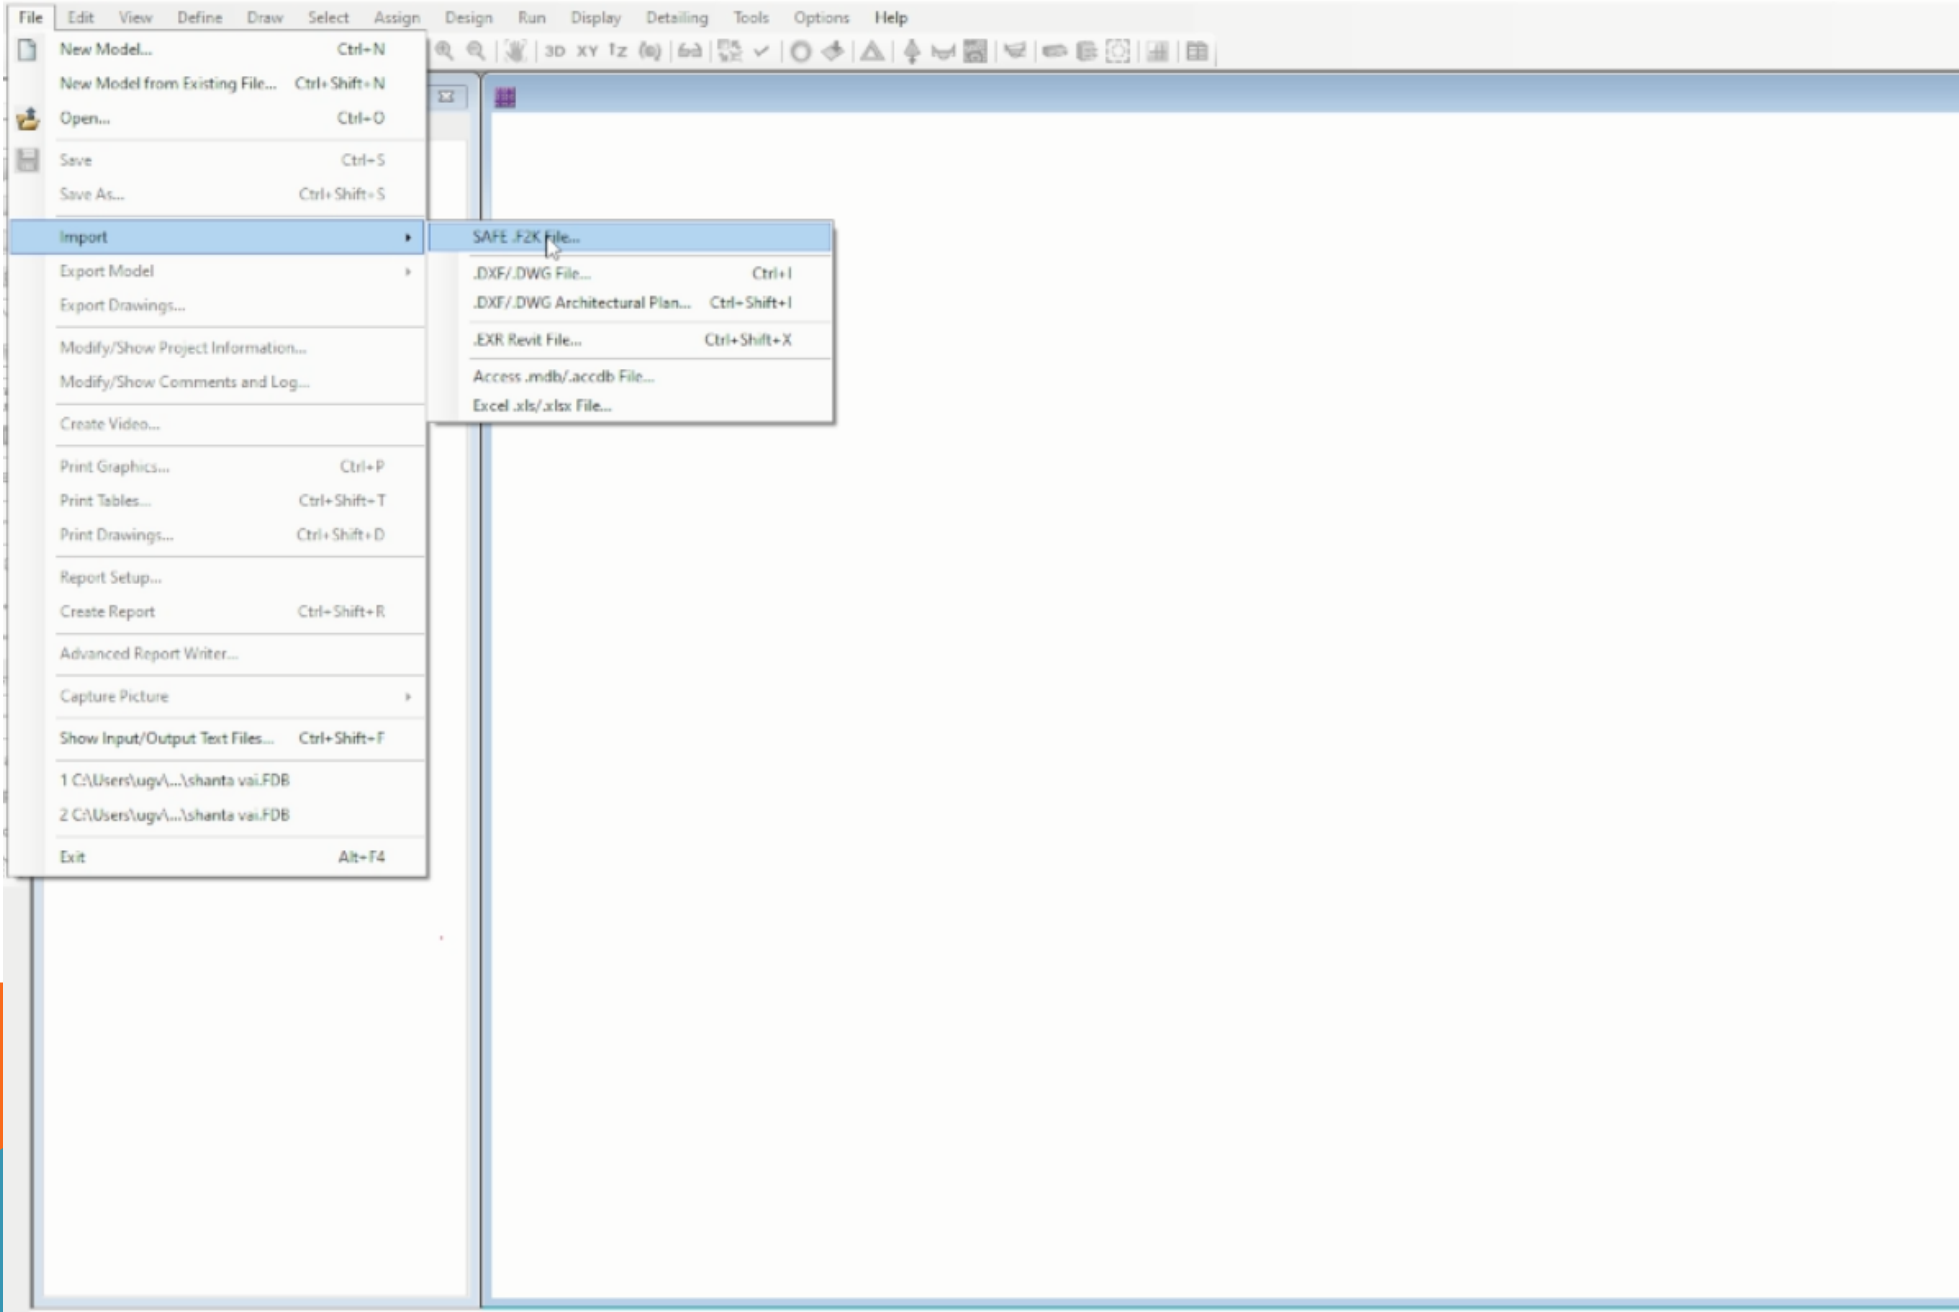 File Edit View Define Draw Select Assign Design Run Display Detailing Tools Options Help
3D XY
New Model... Ctrl+N
New Model from Existing File... Ctrl+Shift+N
Open... Ctrl+O
Save Ctrl+S
Save As... Ctrl+Shift+S
Import
Export Model
Export Drawings...
Modify/Show Project Information...
Modify/Show Comments and Log...
Create Video...
Print Graphics... Ctrl+P
Print Tables... Ctrl+Shift+T
Print Drawings... Ctrl+Shift+D
Report Setup...
Create Report Ctrl+Shift+R
Advanced Report Writer...
Capture Picture
Show Input/Output Text Files... Ctrl+Shift+F
1 C:\Users\ugv\...\shanta vai.FDB
2 C:\Users\ugv\...\shanta vai.FDB
Exit Alt+F4
SAFE .F2K File...
.DXF/.DWG File... Ctrl+I
.DXF/.DWG Architectural Plan... Ctrl+Shift+I
.EXR Revit File... Ctrl+Shift+X
Access .mdb/.accdb File...
Excel .xls/.xlsx File...